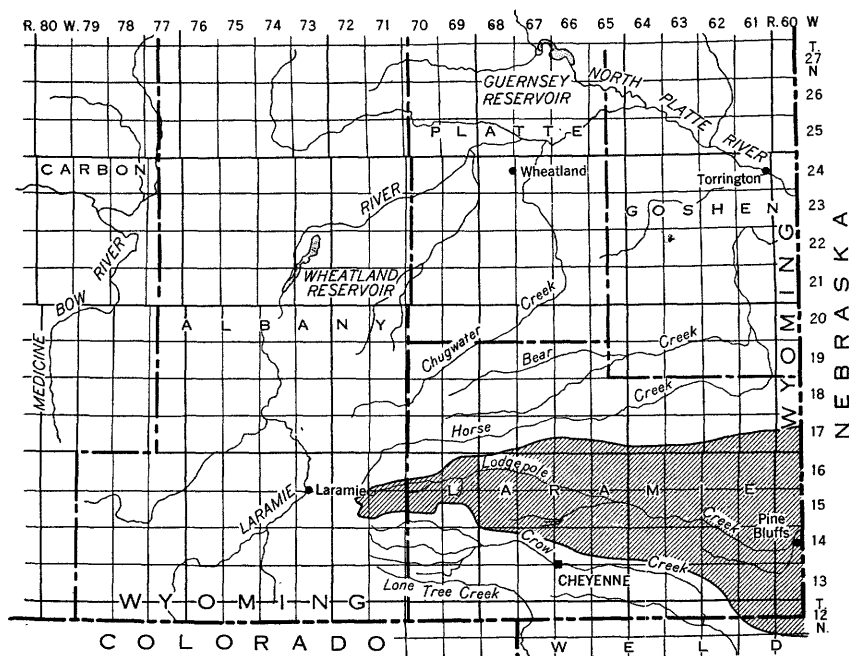 R. 80 W. 79 78 77 76 75 74 73 72 71 70 69 68 67 66 65 64 63 62 61 R. 60 W
T.
27
N
GUERNSEY
RESERVOIR
NORTH PLATTE RIVER
26
PLATTE
25
CARBON
Wheatland
Torrington
24
RIVER
GOSHEN
23
RIVER
22
WHEATLAND
RESERVOIR
21
BOW
Creek
ALBANY
20
Chugwater
Bear
Creek
19
MEDICINE
Creek
18
WYOMING
NEBRASKA
Horse
17
Lodgepole
16
Laramie
LARAMIE
15
LARAMIE
Creek
Pine
Bluffs
14
Crow
Creek
CHEYENNE
13
Lone Tree Creek
WYOMING
T.
12
N.
COLORADO
WELD